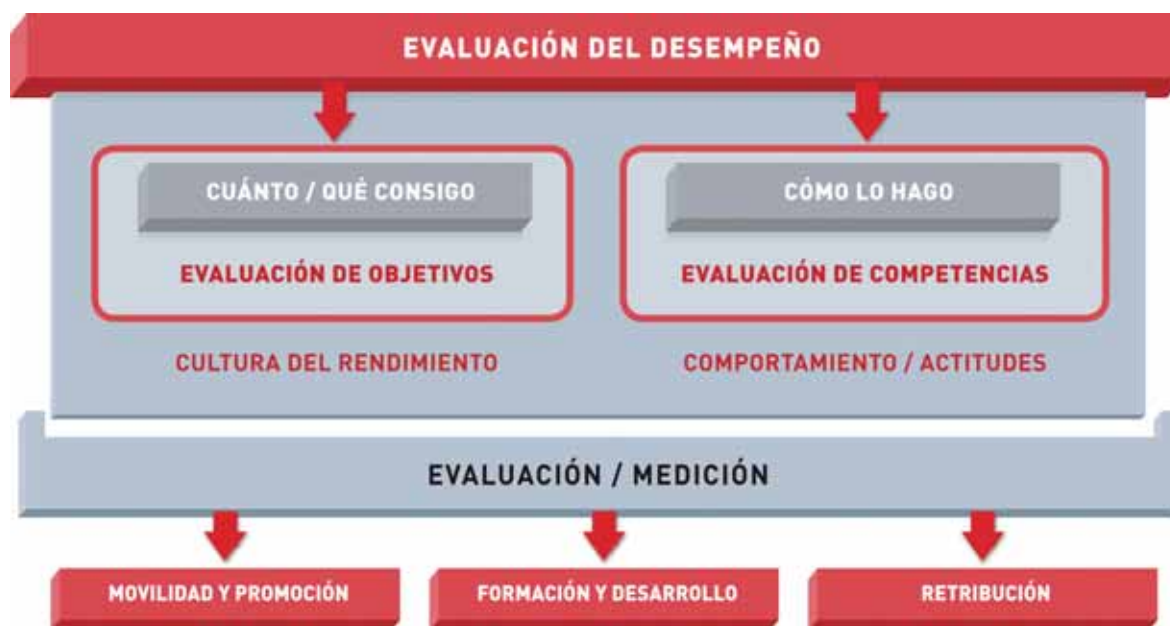 EVALUACIÓN DEL DESEMPEÑO
CUÁNTO / QUÉ CONSIGO
EVALUACIÓN DE OBJETIVOS
CULTURA DEL RENDIMIENTO
CÓMO LO HAGO
EVALUACIÓN DE COMPETENCIAS
COMPORTAMIENTO / ACTITUDES
EVALUACIÓN / MEDICIÓN
MOVILIDAD Y PROMOCIÓN
FORMACIÓN Y DESARROLLO
RETRIBUCIÓN